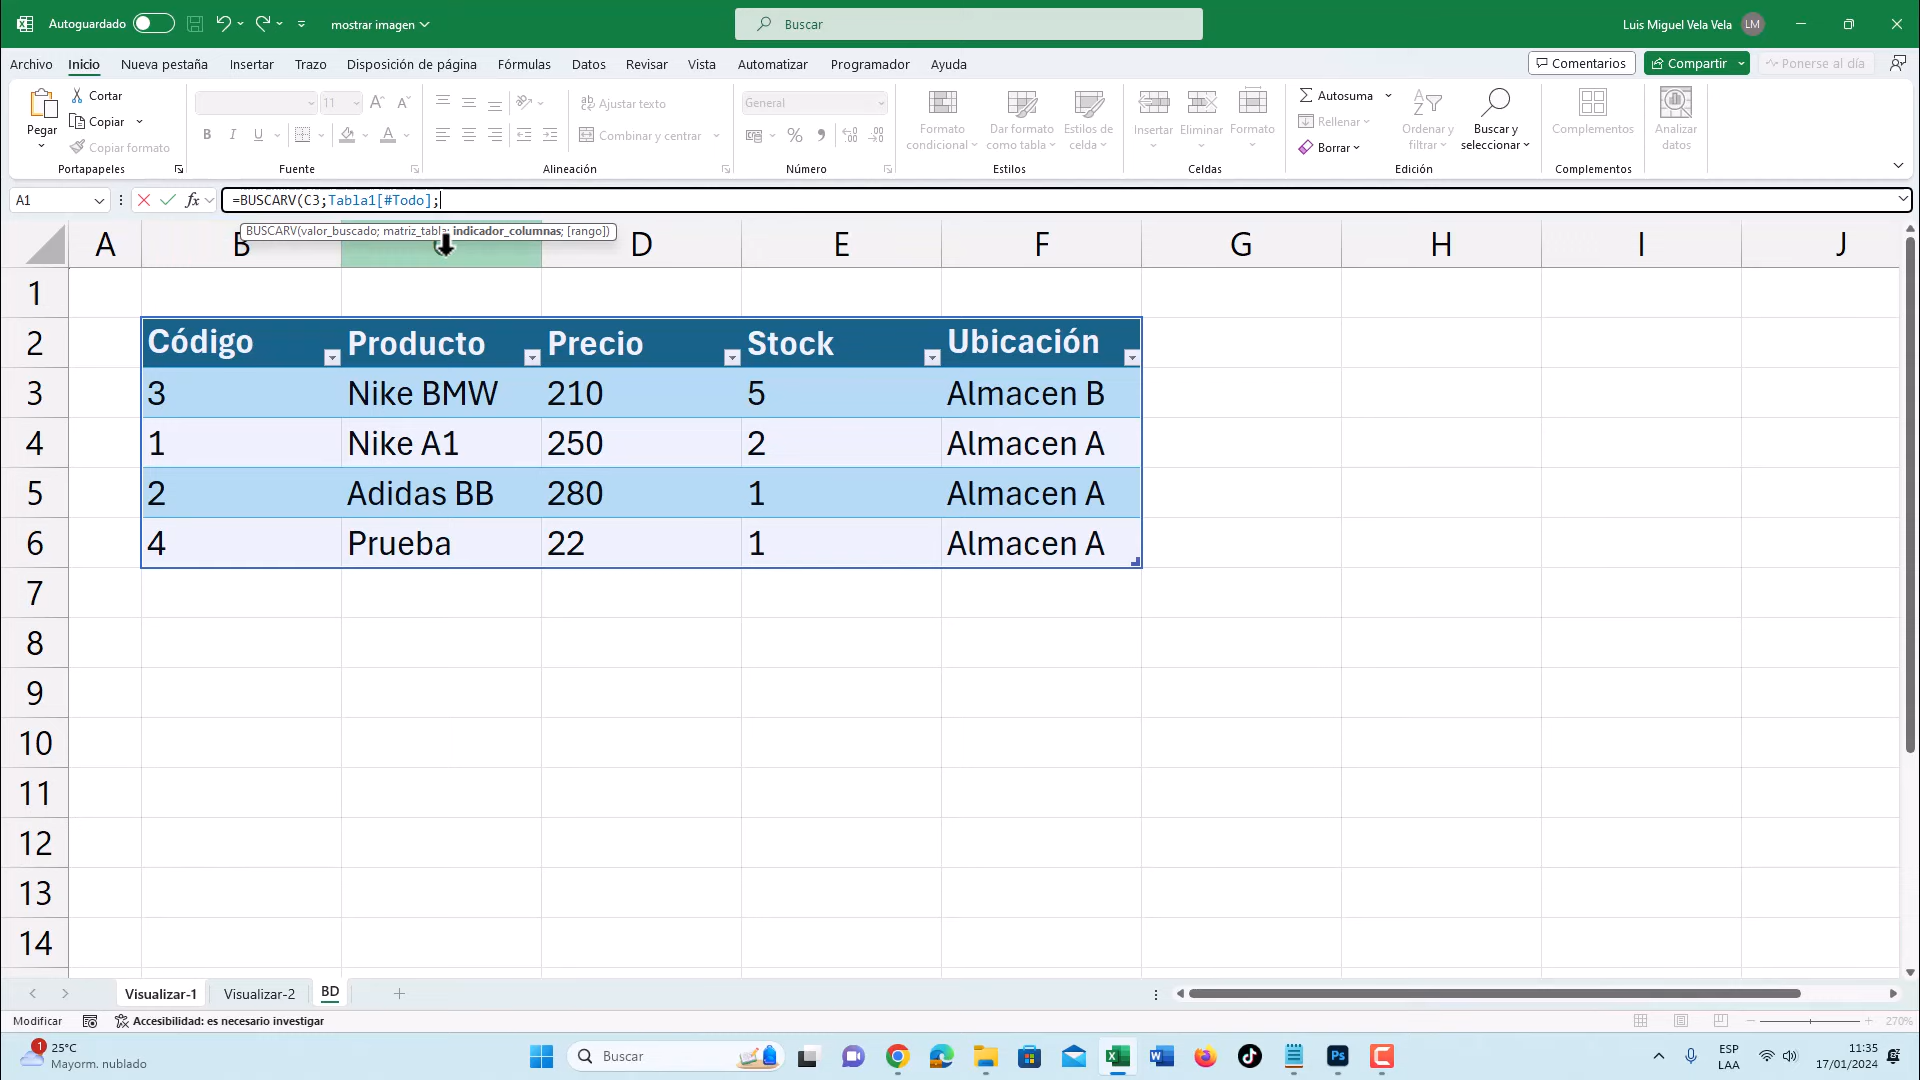 Autoguardado
mostrar imagen
Buscar
Luis Miguel Vela Vela
LM
Archivo Inicio Nueva pestaña Insertar Trazo Disposición de página Fórmulas Datos Revisar Vista Automatizar Programador Ayuda
Comentarios Compartir Ponerse al día
Pegar
Cortar
Copiar
Copiar formato
Portapapeles
11
N K S
Fuente
Ajustar texto
Combinar y centrar
Alineación
General
Número
Formato condicional
Dar formato como tabla
Estilos de celda
Estilos
Insertar Eliminar Formato
Celdas
Autosuma
Rellenar
Borrar
Ordenar y filtrar
Buscar y seleccionar
Edición
Complementos
Complementos
Analizar datos
A1
fx
=BUSCARV(C3;Tabla1[#Todo];
BUSCARV(valor_buscado; matriz_tabla; indicador_columnas; [rango])
A B D E F G H I J
1
2 Código Producto Precio Stock Ubicación
3 3 Nike BMW 210 5 Almacen B
4 1 Nike A1 250 2 Almacen A
5 2 Adidas BB 280 1 Almacen A
6 4 Prueba 22 1 Almacen A
7
8
9
10
11
12
13
14
Visualizar-1 Visualizar-2 BD
Modificar
Accesibilidad: es necesario investigar
270%
1
25°C
Mayorm. nublado
Buscar
ESP
LAA
11:35
17/01/2024